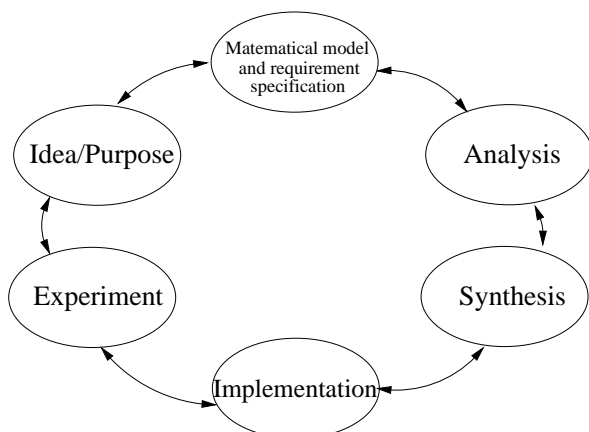 Matematical model
and requirement
specification
Idea/Purpose
Analysis
Experiment
Synthesis
Implementation